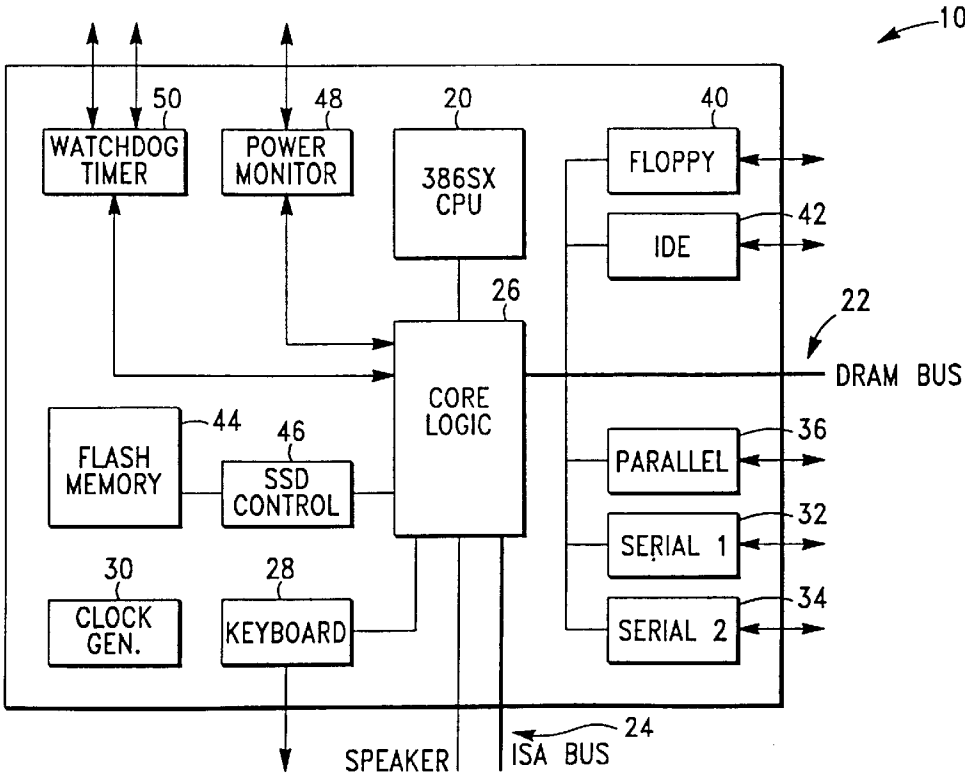 10
50
48
20
40
WATCHDOG
TIMER
POWER
MONITOR
386SX
CPU
FLOPPY
42
IDE
26
22
DRAM BUS
CORE
LOGIC
44
46
36
FLASH
MEMORY
SSD
CONTROL
PARALLEL
32
SERIAL 1
30
28
34
CLOCK
GEN.
KEYBOARD
SERIAL 2
24
SPEAKER
ISA BUS